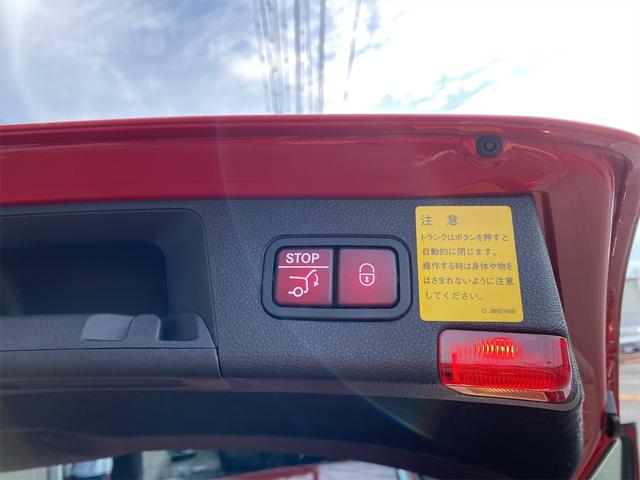 STOP
注意
トランクはボタンを押すと
自動的に閉じます。
操作する時は身体や物を
はさまれないように注意
してください。
Q JB001660